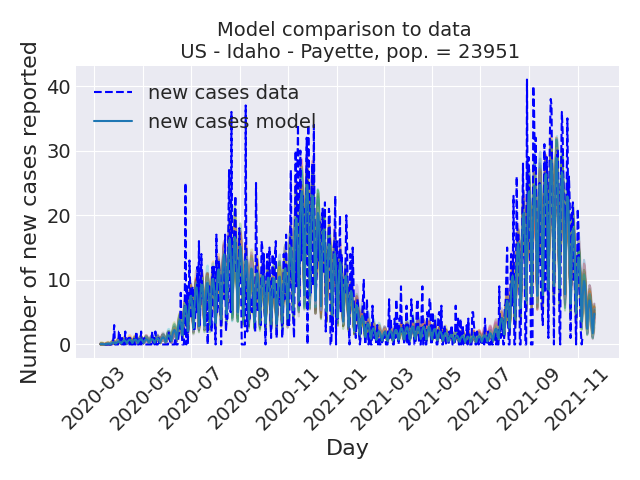 Model comparison to data
US - Idaho - Payette, pop. = 23951
Number of new cases reported
40
30
20
10
0
new cases data
new cases model
2020-03
2020-05
2020-07
2020-09
2020-11
2021-01
2021-03
2021-05
2021-07
2021-09
2021-11
Day